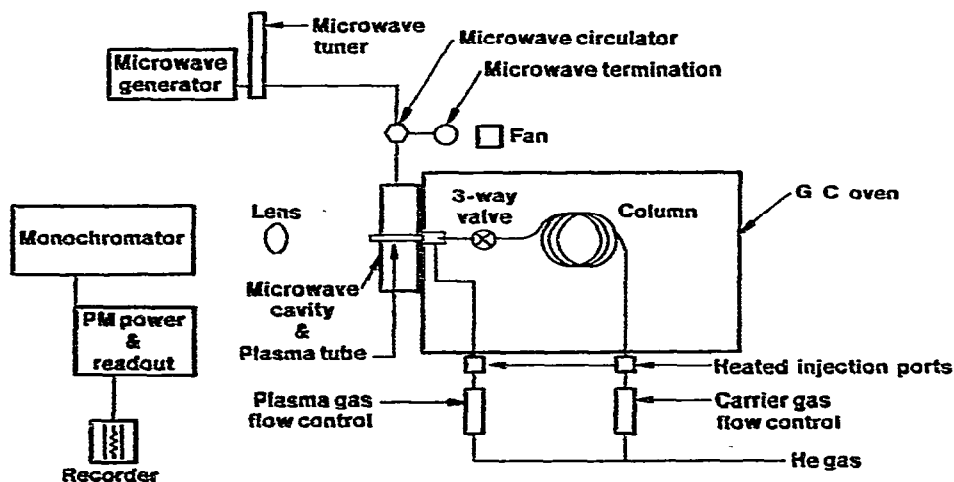 Microwave
tuner
Microwave circulator
Microwave
generator
Microwave termination
Fan
G C oven
3-way
valve
Column
Lens
Monochromator
Microwave
cavity
&
Plasma tube
PM power
&
readout
Heated injection ports
Plasma gas
flow control
Carrier gas
flow control
He gas
Recorder